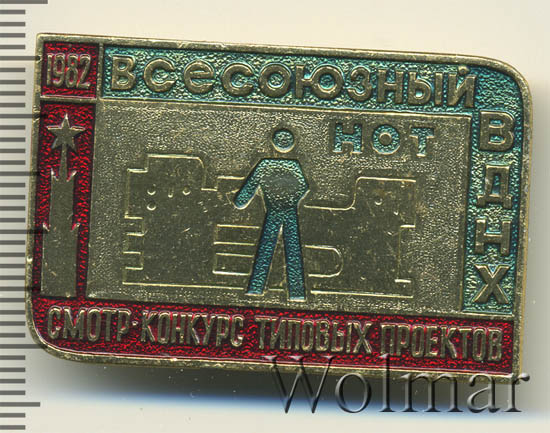 1982
Всесоюзный
ВДНХ
НОТ
СМОТР-КОНКУРС ТИПОВЫХ ПРОЕКТОВ
Wolmar